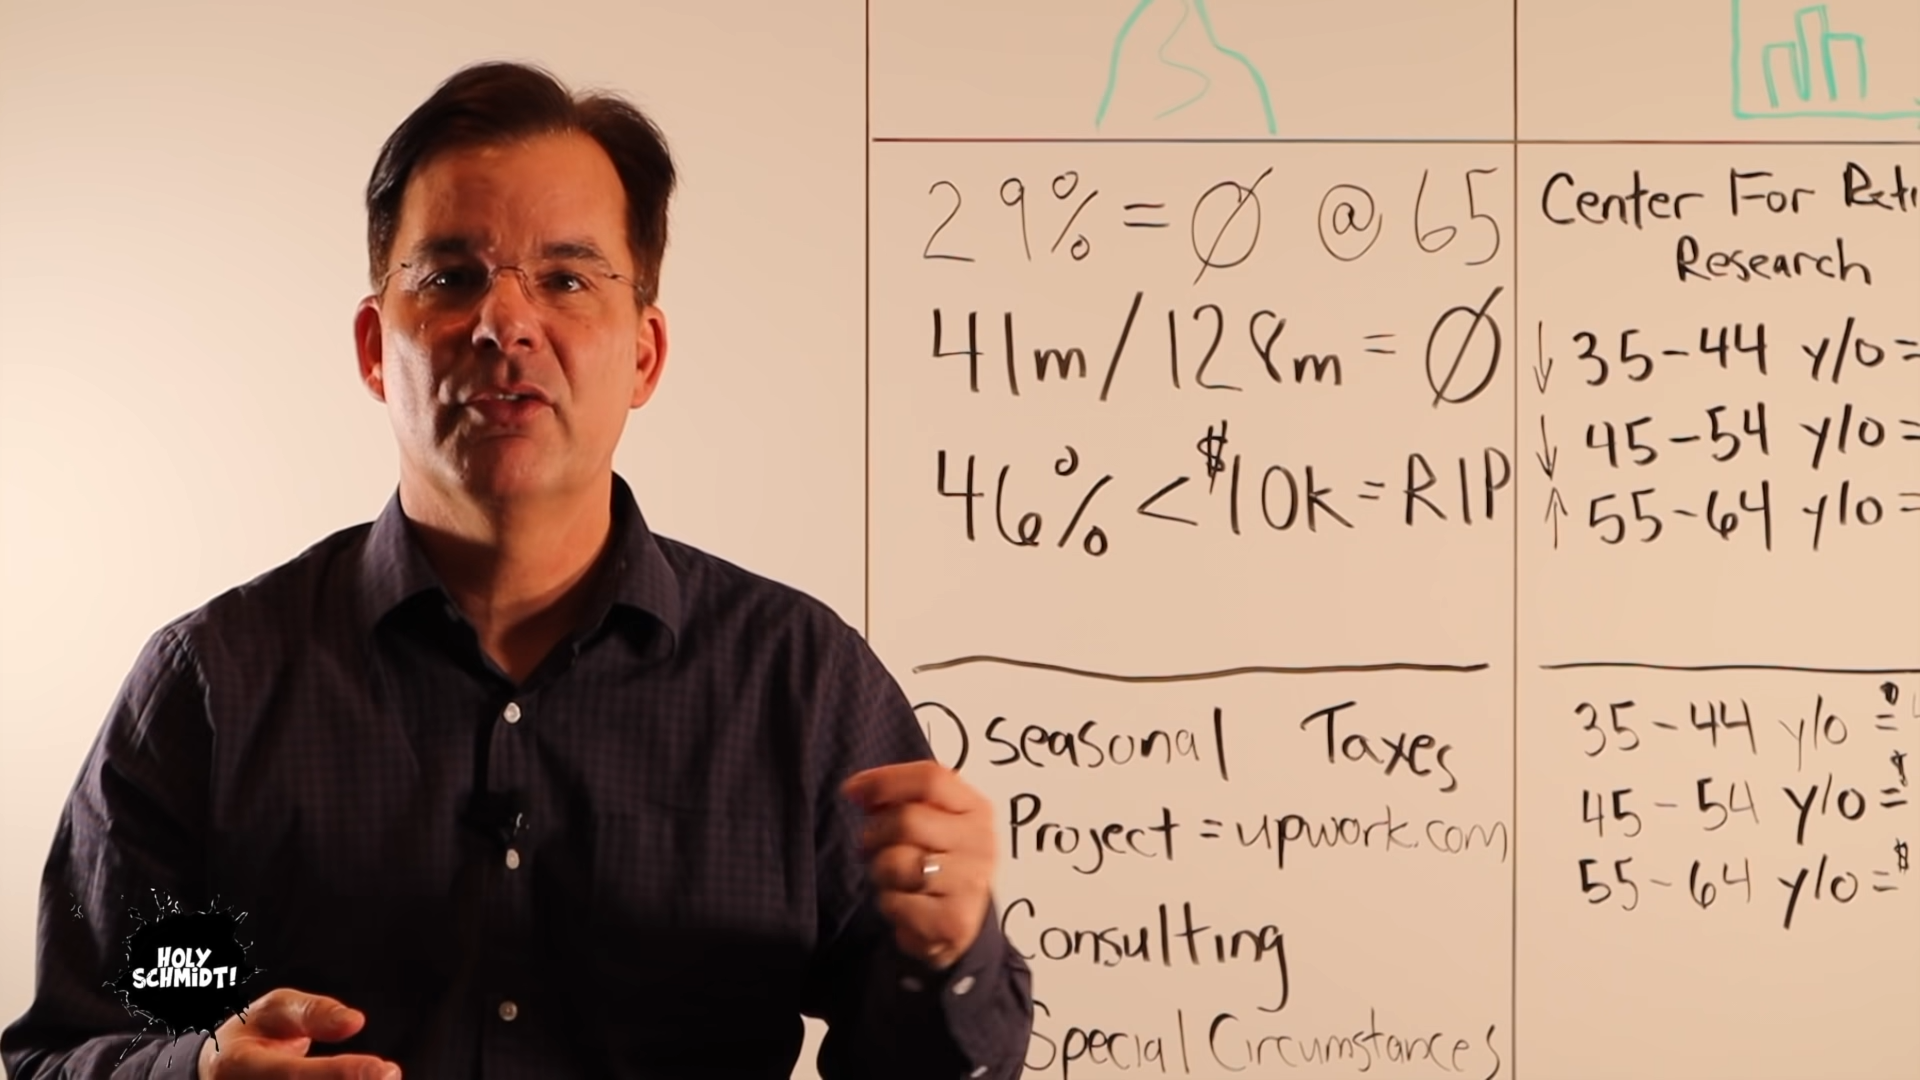 29% = Ø @ 65
41m/128m = Ø
46% < $10k = RIP
1) Seasonal Taxes
Project = upwork.com
Consulting
Special Circumstances
Center For Reti
Research
↓ 35-44 y/o =
↓ 45-54 y/o =
↑ 55-64 y/o =
35-44 y/o = $
45-54 y/o = $
55-64 y/o = $
HOLY
SCHMIDT!